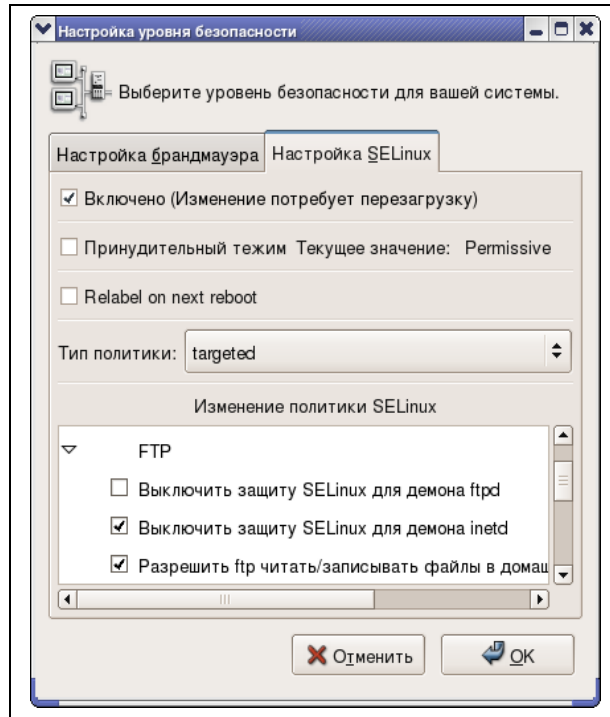 Настройка уровня безопасности
Выберите уровень безопасности для вашей системы.
Настройка брандмауэра Настройка SELinux
Включено (Изменение потребует перезагрузку)
Принудительный тежим Текущее значение: Permissive
Relabel on next reboot
Тип политики: targeted
Изменение политики SELinux
FTP
Выключить защиту SELinux для демона ftpd
Выключить защиту SELinux для демона inetd
Разрешить ftp читать/записывать файлы в домаш
Отменить OK